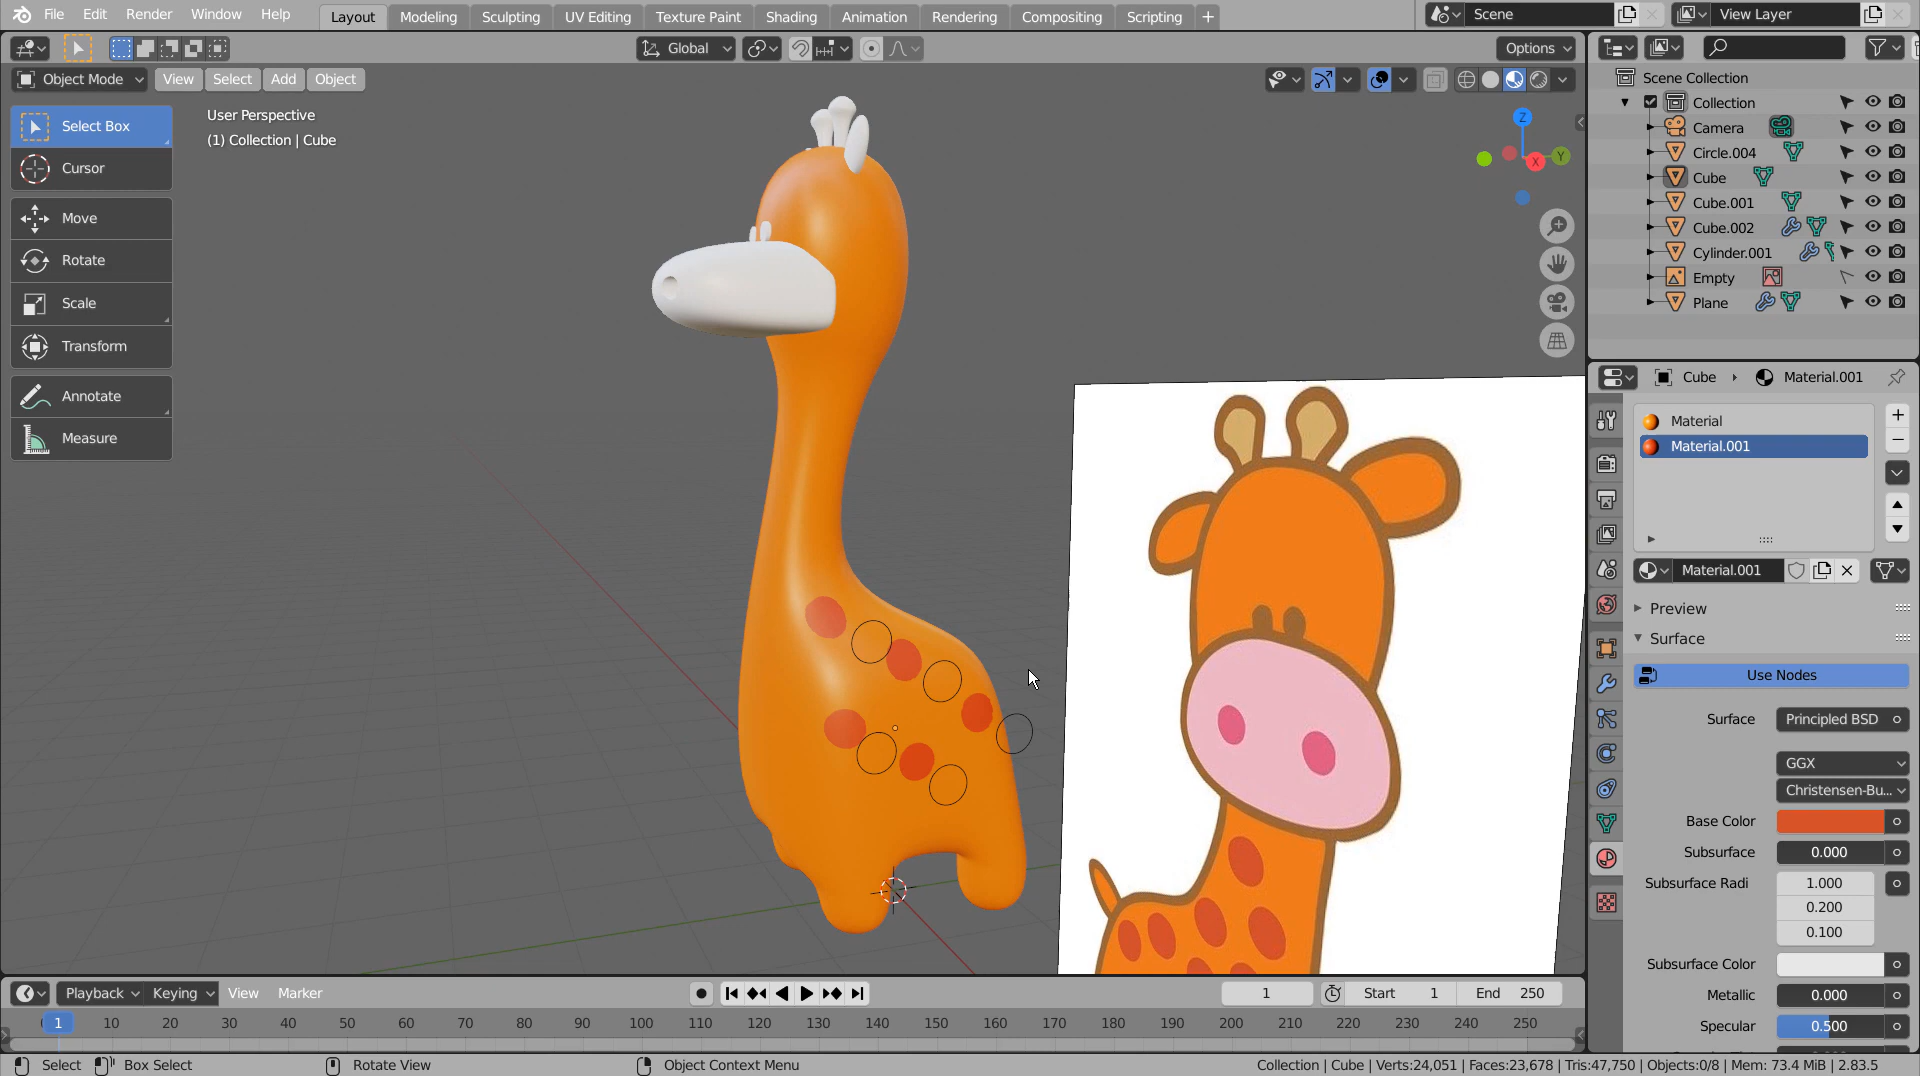 File Edit Render Window Help Layout Modeling Sculpting UV Editing Texture Paint Shading Animation Rendering Compositing Scripting + Scene View Layer
Global Options
Object Mode View Select Add Object
User Perspective
(1) Collection | Cube
Select Box
Cursor
Move
Rotate
Scale
Transform
Annotate
Measure
Z
X
Y
Scene Collection
Collection
Camera
Circle.004
Cube
Cube.001
Cube.002
Cylinder.001
Empty
Plane
Cube Material.001
Material
Material.001
Material.001
Preview
Surface
Use Nodes
Surface Principled BSD
GGX
Christensen-Bu...
Base Color
Subsurface 0.000
Subsurface Radi 1.000
0.200
0.100
Subsurface Color
Metallic 0.000
Specular 0.500
Playback Keying View Marker 1 Start 1 End 250
1 10 20 30 40 50 60 70 80 90 100 110 120 130 140 150 160 170 180 190 200 210 220 230 240 250
Select Box Select Rotate View Object Context Menu Collection | Cube | Verts:24,051 | Faces:23,678 | Tris:47,750 | Objects:0/8 | Mem: 73.4 MiB | 2.83.5